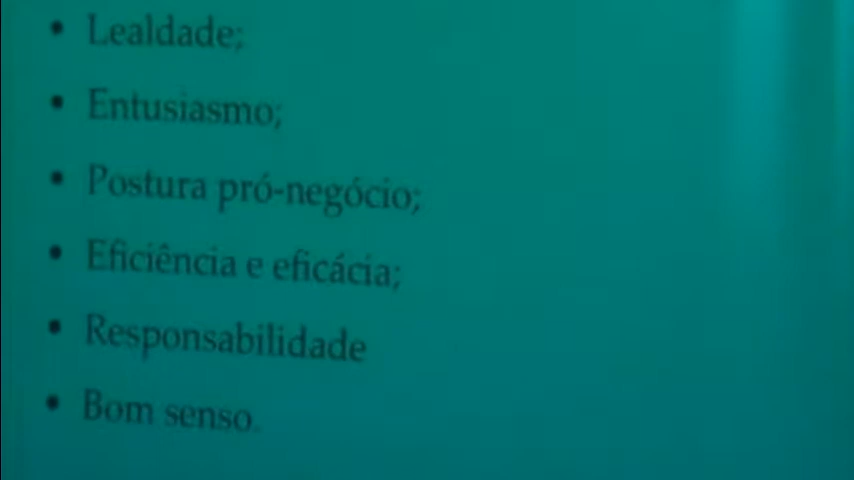 • Lealdade;
• Entusiasmo;
• Postura pró-negócio;
• Eficiência e eficácia;
• Responsabilidade
• Bom senso.